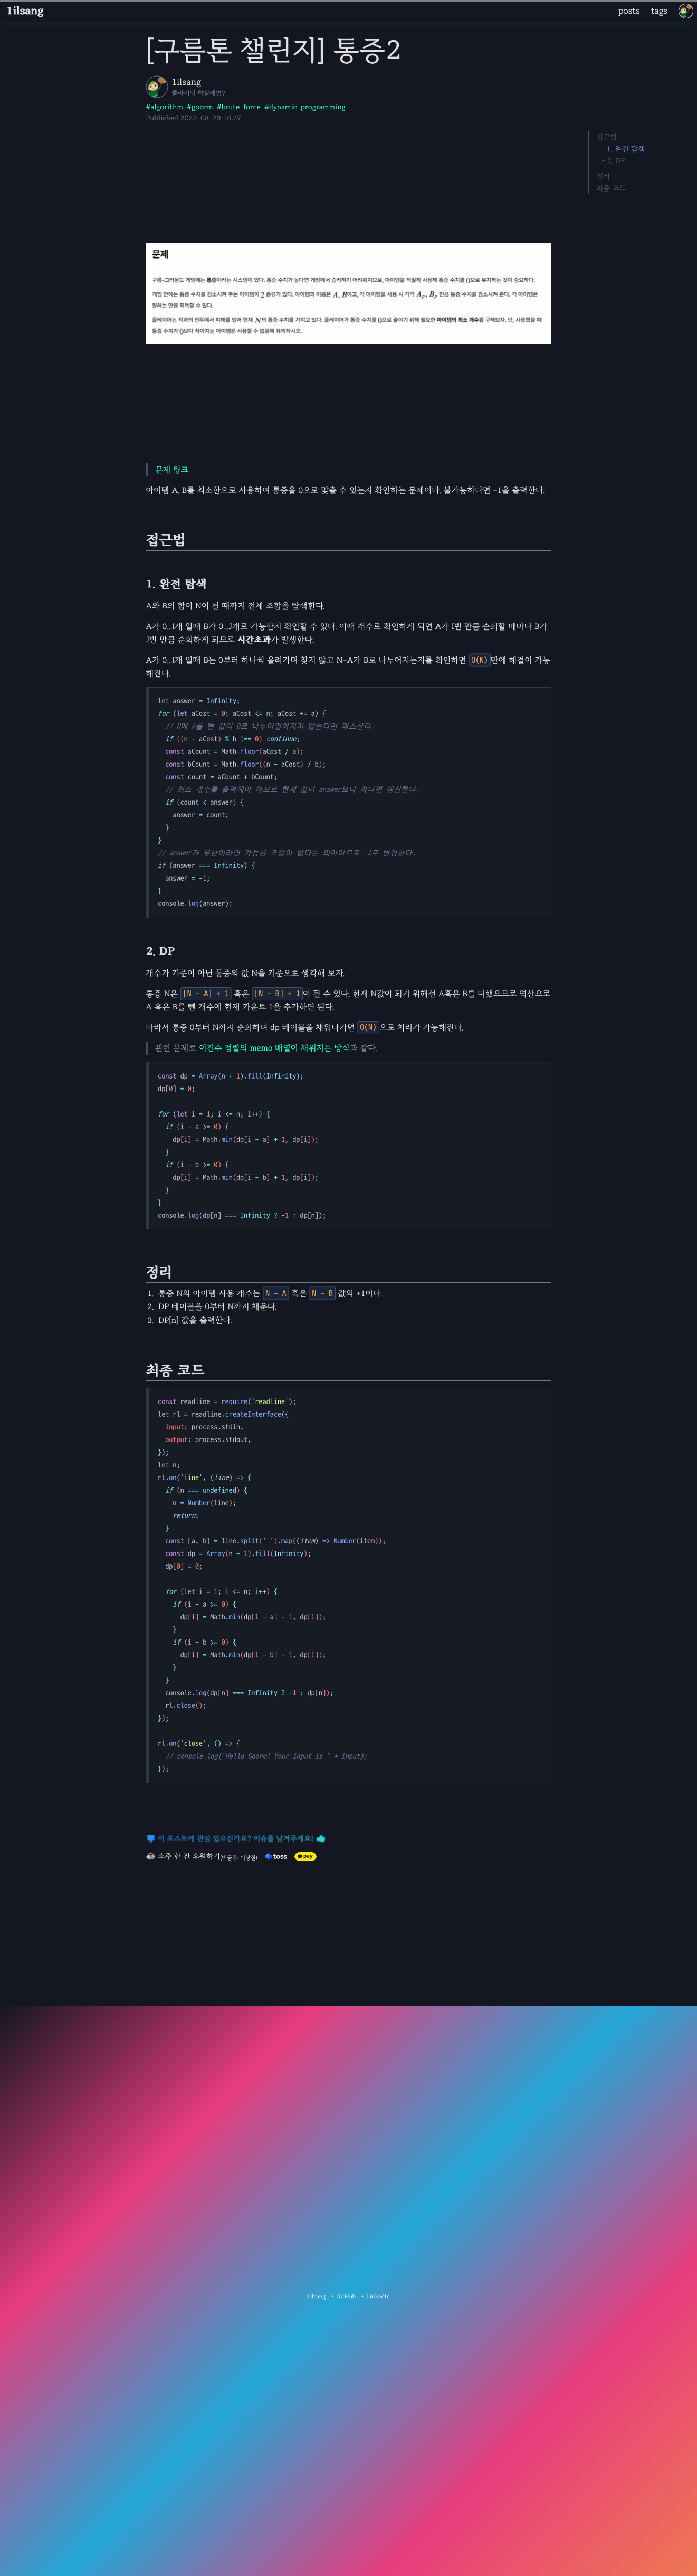 1ilsang
posts tags
[구름톤 챌린지] 통증2
1ilsang
클라이밍 하실래염?
#algorithm #goorm #brute-force #dynamic-programming
Published 2023-08-29 16:27
접근법
- 1. 완전 탐색
- 2. DP
정리
최종 코드
문제
구름-그라운드 게임에는 통증이라는 시스템이 있다. 통증 수치가 높다면 게임에서 승리하기 어려워지므로, 아이템을 적절히 사용해 통증 수치를 0으로 유지하는 것이 중요하다.
게임 안에는 통증 수치를 감소시켜 주는 아이템이 2 종류가 있다. 아이템의 이름은 A, B이고, 각 아이템을 사용 시 각각 Ap, Bp 만큼 통증 수치를 감소시켜 준다. 각 아이템은
원하는 만큼 획득할 수 있다.
플레이어는 적과의 전투에서 피해를 입어 현재 N의 통증 수치를 가지고 있다. 플레이어가 통증 수치를 0으로 줄이기 위해 필요한 아이템의 최소 개수를 구해보자. 단, 사용했을 때
통증 수치가 0보다 작아지는 아이템은 사용할 수 없음에 유의하시오.
문제 링크
아이템 A, B를 최소한으로 사용하여 통증을 0으로 맞출 수 있는지 확인하는 문제이다. 불가능하다면 -1을 출력한다.
접근법
1. 완전 탐색
A와 B의 합이 N이 될 때까지 전체 조합을 탐색한다.
A가 0...I개 일때 B가 0...J개로 가능한지 확인할 수 있다. 이때 개수로 확인하게 되면 A가 I번 만큼 순회할 때마다 B가
J번 만큼 순회하게 되므로 시간초과가 발생한다.
A가 0...I개 일때 B는 0부터 하나씩 올려가며 찾지 않고 N-A가 B로 나누어지는지를 확인하면 O(N)만에 해결이 가능
해진다.
let answer = Infinity;
for (let aCost = 0; aCost <= n; aCost += a) {
  // N에 A를 뺀 값이 B로 나누어떨어지지 않는다면 패스한다.
  if ((n - aCost) % b !== 0) continue;
  const aCount = Math.floor(aCost / a);
  const bCount = Math.floor((n - aCost) / b);
  const count = aCount + bCount;
  // 최소 개수를 출력해야 하므로 현재 값이 answer보다 작다면 갱신한다.
  if (count < answer) {
    answer = count;
  }
}
// answer가 무한이라면 가능한 조합이 없다는 의미이므로 -1로 변경한다.
if (answer === Infinity) {
  answer = -1;
}
console.log(answer);
2. DP
개수가 기준이 아닌 통증의 값 N을 기준으로 생각해 보자.
통증 N은 [N - A] + 1 혹은 [N - B] + 1이 될 수 있다. 현재 N값이 되기 위해선 A혹은 B를 더했으므로 역산으로
A 혹은 B를 뺀 개수에 현재 카운트 1을 추가하면 된다.
따라서 통증 0부터 N까지 순회하며 dp 테이블을 채워나가면 O(N)으로 처리가 가능해진다.
관련 문제로 이진수 정렬의 memo 배열이 채워지는 방식과 같다.
const dp = Array(n + 1).fill(Infinity);
dp[0] = 0;
for (let i = 1; i <= n; i++) {
  if (i - a >= 0) {
    dp[i] = Math.min(dp[i - a] + 1, dp[i]);
  }
  if (i - b >= 0) {
    dp[i] = Math.min(dp[i - b] + 1, dp[i]);
  }
}
console.log(dp[n] === Infinity ? -1 : dp[n]);
정리
1. 통증 N의 아이템 사용 개수는 N - A 혹은 N - B 값의 +1이다.
2. DP 테이블을 0부터 N까지 채운다.
3. DP[n] 값을 출력한다.
최종 코드
const readline = require('readline');
let rl = readline.createInterface({
  input: process.stdin,
  output: process.stdout,
});
let n;
rl.on('line', (line) => {
  if (n === undefined) {
    n = Number(line);
    return;
  }
  const [a, b] = line.split(' ').map((item) => Number(item));
  const dp = Array(n + 1).fill(Infinity);
  dp[0] = 0;
  for (let i = 1; i <= n; i++) {
    if (i - a >= 0) {
      dp[i] = Math.min(dp[i - a] + 1, dp[i]);
    }
    if (i - b >= 0) {
      dp[i] = Math.min(dp[i - b] + 1, dp[i]);
    }
  }
  console.log(dp[n] === Infinity ? -1 : dp[n]);
  rl.close();
});
rl.on('close', () => {
  // console.log("Hello Goorm! Your input is " + input);
});
이 포스트에 관심 있으신가요? 이슈를 남겨주세요!
소주 한 잔 후원하기(예금주: 이상철) toss pay
1ilsang • GitHub • LinkedIn